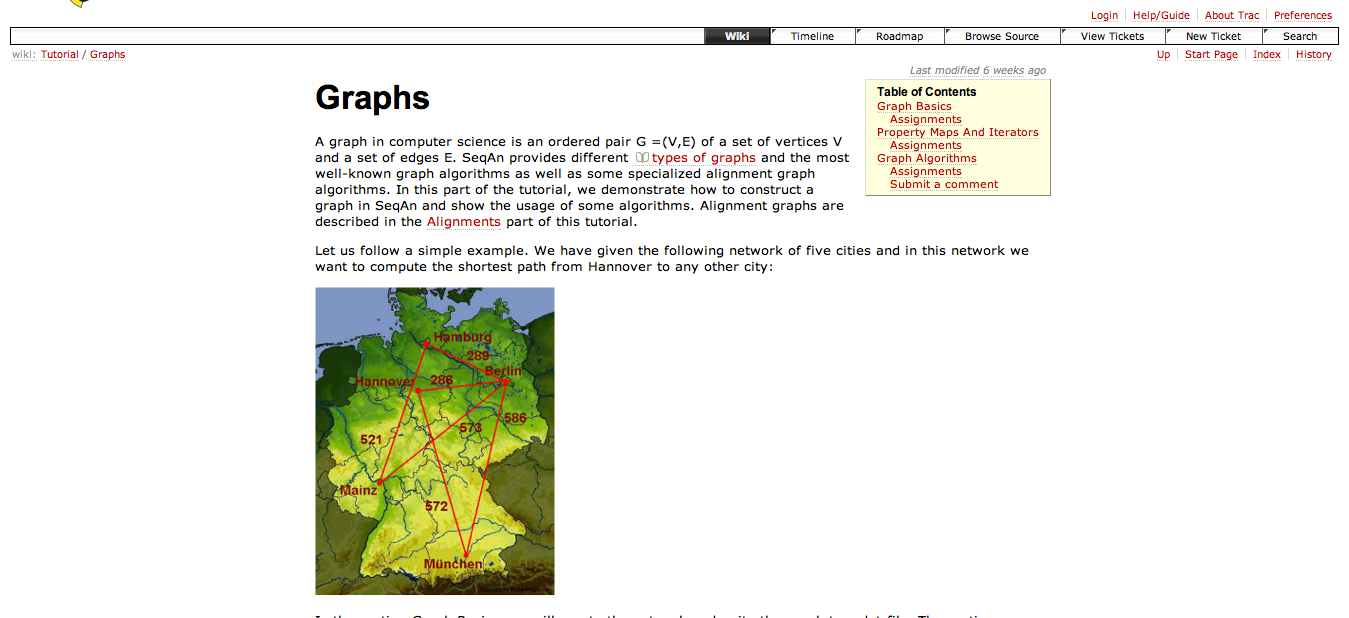 Login Help/Guide About Trac Preferences
Wiki Timeline Roadmap Browse Source View Tickets New Ticket Search
wiki: Tutorial / Graphs
Up Start Page Index History
Last modified 6 weeks ago
Graphs
Table of Contents
Graph Basics
Assignments
Property Maps And Iterators
Assignments
Graph Algorithms
Assignments
Submit a comment
A graph in computer science is an ordered pair G =(V,E) of a set of vertices V
and a set of edges E. SeqAn provides different types of graphs and the most
well-known graph algorithms as well as some specialized alignment graph
algorithms. In this part of the tutorial, we demonstrate how to construct a
graph in SeqAn and show the usage of some algorithms. Alignment graphs are
described in the Alignments part of this tutorial.
Let us follow a simple example. We have given the following network of five cities and in this network we
want to compute the shortest path from Hannover to any other city:
Hamburg
289
Berlin
Hannover 286
586
573
521
Mainz
572
München